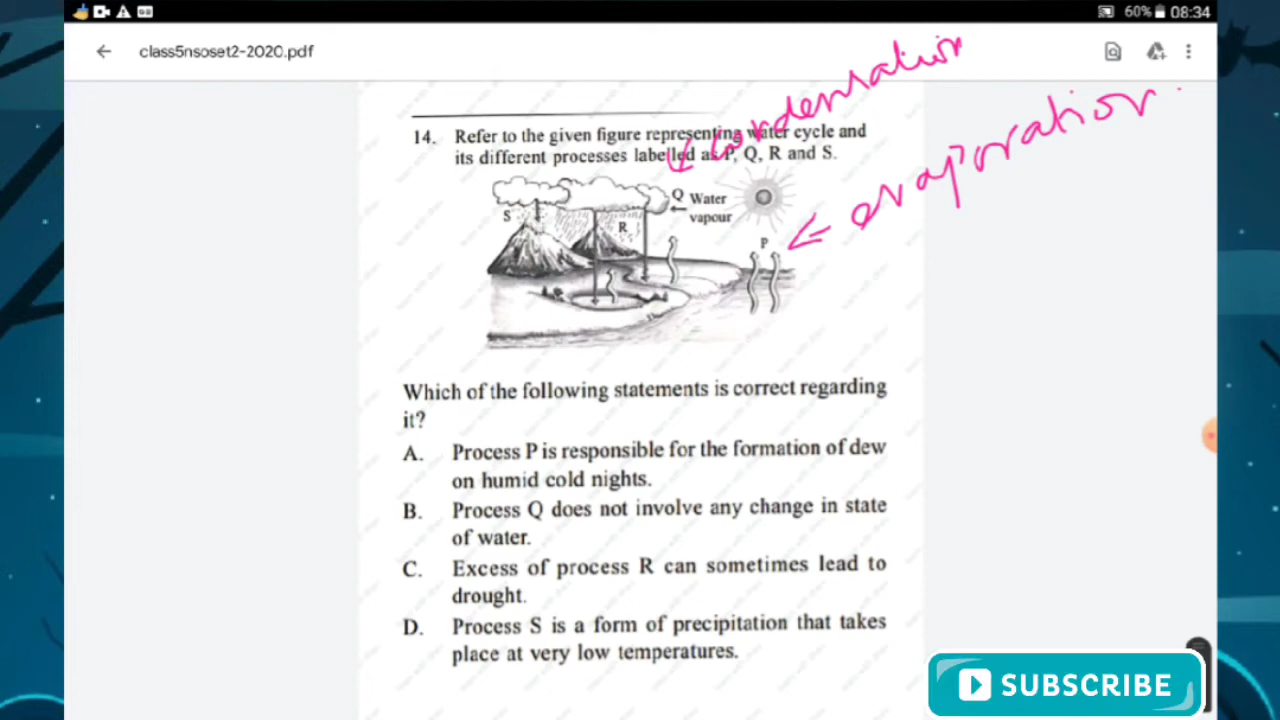 60% 08:34
class5nsoset2-2020.pdf
condensation
evaporation
14. Refer to the given figure representing water cycle and
its different processes labelled as P, Q, R and S.
Q Water
vapour
S
R
P
Which of the following statements is correct regarding
it?
A. Process P is responsible for the formation of dew
on humid cold nights.
B. Process Q does not involve any change in state
of water.
C. Excess of process R can sometimes lead to
drought.
D. Process S is a form of precipitation that takes
place at very low temperatures.
SUBSCRIBE